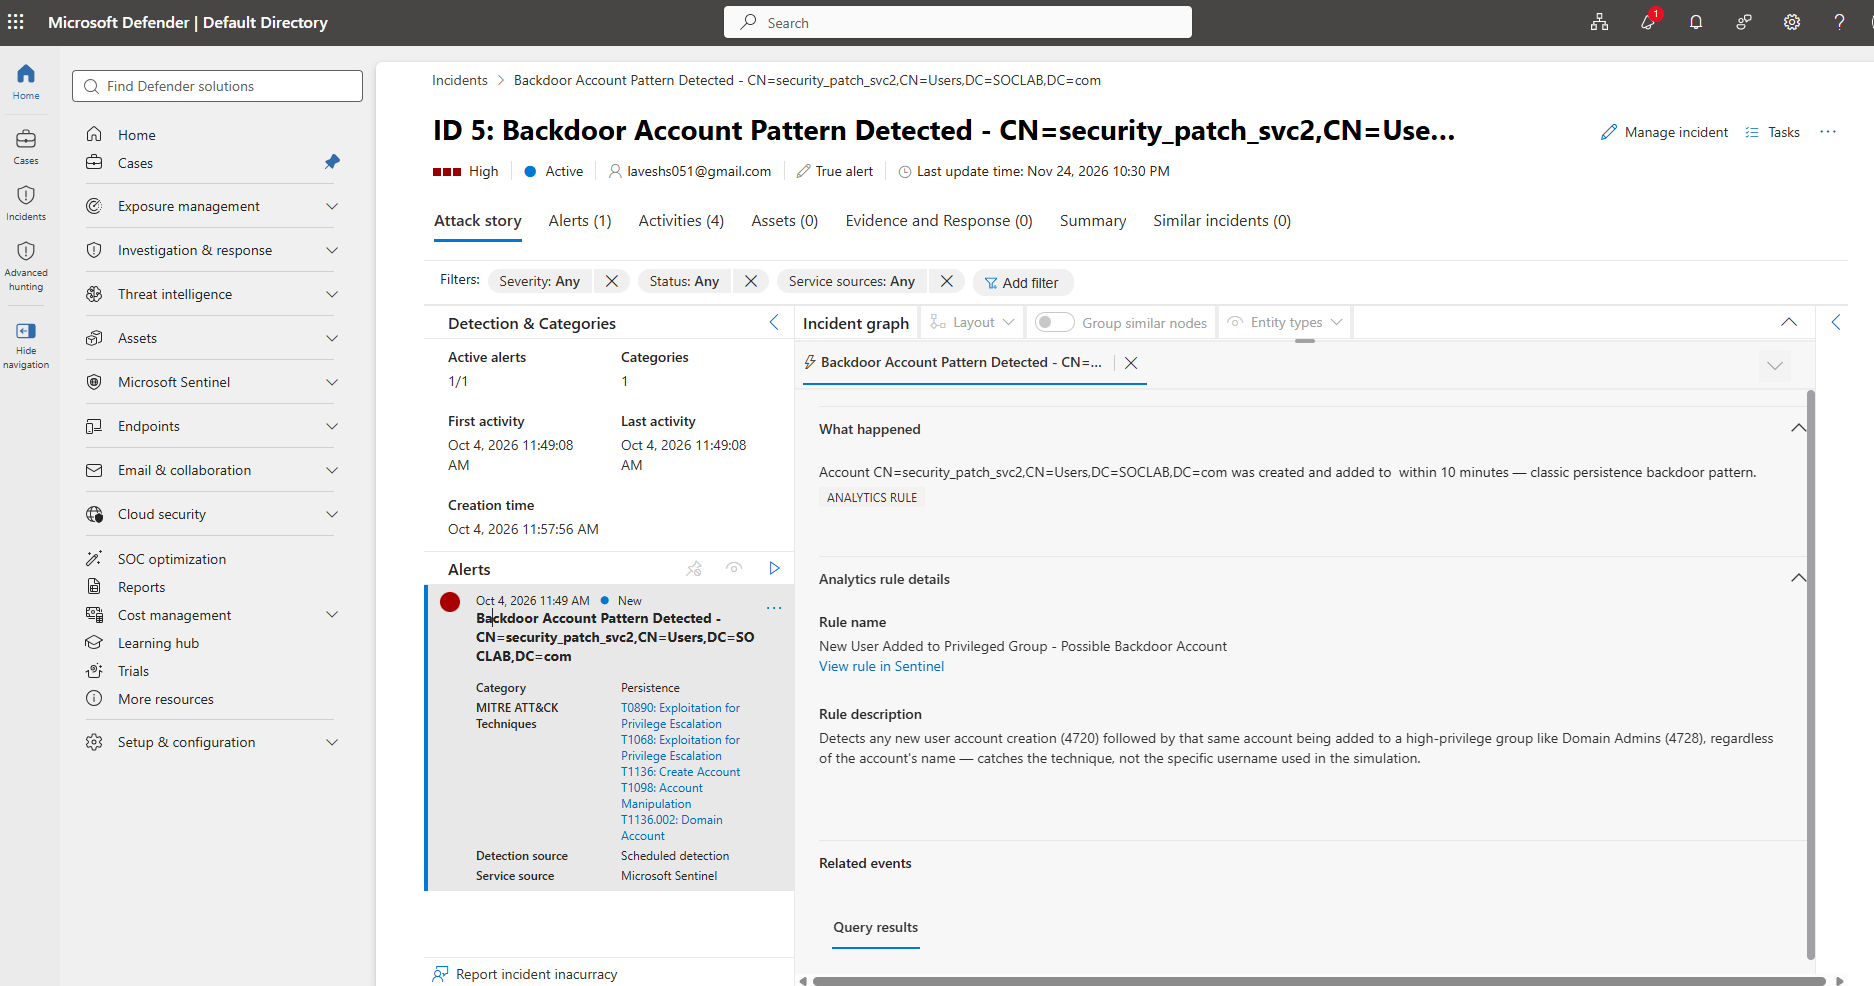 Microsoft Defender | Default Directory
Search
1
Home
Cases
Incidents
Advanced
hunting
Hide
navigation
Find Defender solutions
Home
Cases
Exposure management
Investigation & response
Threat intelligence
Assets
Microsoft Sentinel
Endpoints
Email & collaboration
Cloud security
SOC optimization
Reports
Cost management
Learning hub
Trials
More resources
Setup & configuration
Incidents > Backdoor Account Pattern Detected - CN=security_patch_svc2,CN=Users,DC=SOCLAB,DC=com
ID 5: Backdoor Account Pattern Detected - CN=security_patch_svc2,CN=Use...
Manage incident
Tasks
High
Active
laveshs051@gmail.com
True alert
Last update time: Nov 24, 2026 10:30 PM
Attack story
Alerts (1)
Activities (4)
Assets (0)
Evidence and Response (0)
Summary
Similar incidents (0)
Filters:
Severity: Any
Status: Any
Service sources: Any
Add filter
Detection & Categories
Active alerts
Categories
1/1
1
First activity
Last activity
Oct 4, 2026 11:49:08
AM
Oct 4, 2026 11:49:08
AM
Creation time
Oct 4, 2026 11:57:56 AM
Alerts
Oct 4, 2026 11:49 AM
New
Backdoor Account Pattern Detected -
CN=security_patch_svc2,CN=Users,DC=SO
CLAB,DC=com
Category
Persistence
MITRE ATT&CK
Techniques
T0890: Exploitation for
Privilege Escalation
T1068: Exploitation for
Privilege Escalation
T1136: Create Account
T1098: Account
Manipulation
T1136.002: Domain
Account
Detection source
Scheduled detection
Service source
Microsoft Sentinel
Report incident inacurracy
Incident graph
Layout
Group similar nodes
Entity types
Backdoor Account Pattern Detected - CN=...
What happened
Account CN=security_patch_svc2,CN=Users,DC=SOCLAB,DC=com was created and added to  within 10 minutes — classic persistence backdoor pattern.
ANALYTICS RULE
Analytics rule details
Rule name
New User Added to Privileged Group - Possible Backdoor Account
View rule in Sentinel
Rule description
Detects any new user account creation (4720) followed by that same account being added to a high-privilege group like Domain Admins (4728), regardless
of the account's name — catches the technique, not the specific username used in the simulation.
Related events
Query results